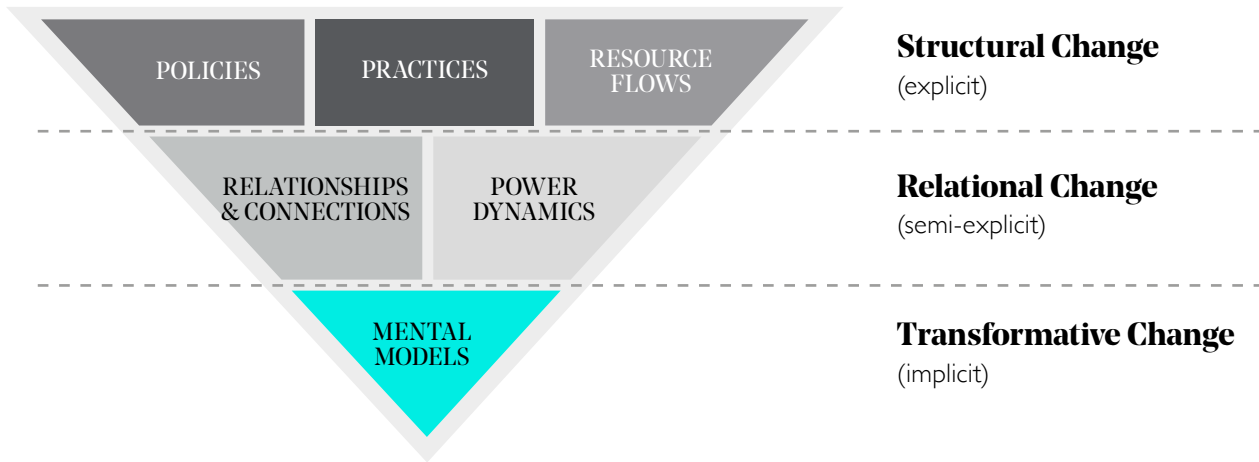 POLICIES
PRACTICES
RESOURCE
FLOWS
Structural Change
(explicit)
RELATIONSHIPS
& CONNECTIONS
POWER
DYNAMICS
Relational Change
(semi-explicit)
MENTAL
MODELS
Transformative Change
(implicit)